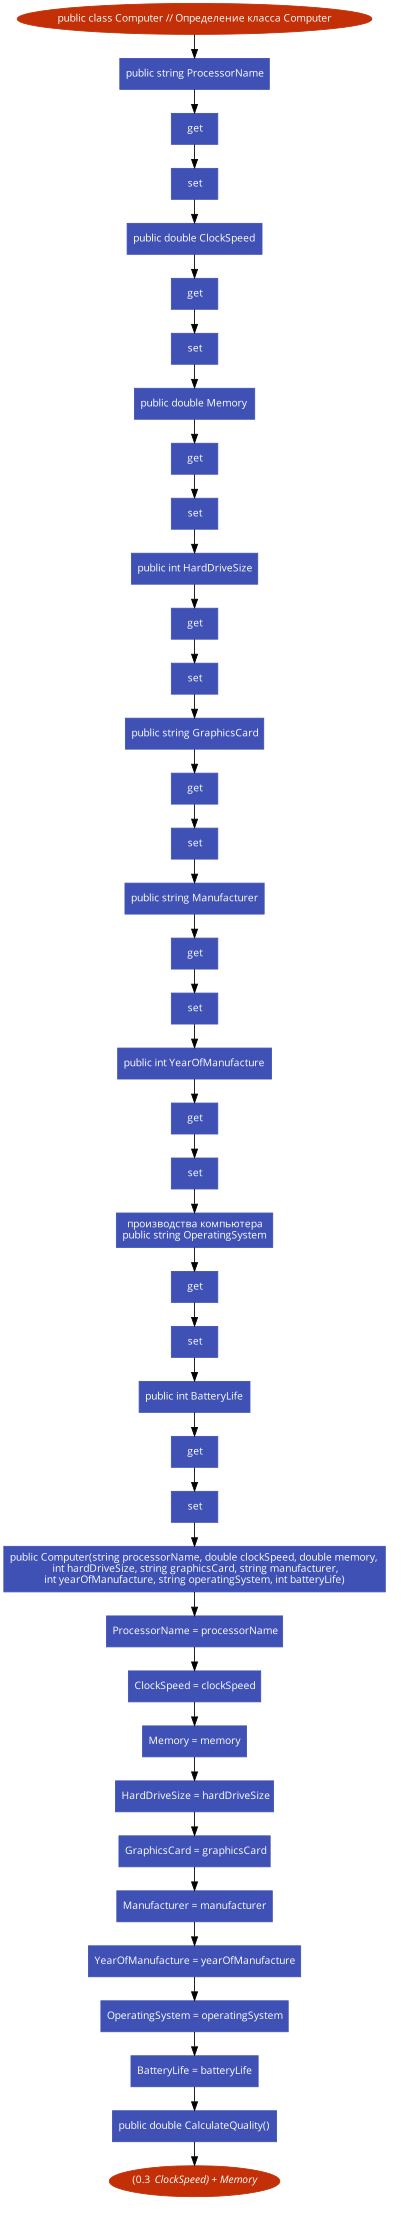 public class Computer // Определение класса Computer
public string ProcessorName
get
set
public double ClockSpeed
get
set
public double Memory
get
set
public int HardDriveSize
get
set
public string GraphicsCard
get
set
public string Manufacturer
get
set
public int YearOfManufacture
get
set
производства компьютера
public string OperatingSystem
get
set
public int BatteryLife
get
set
public Computer(string processorName, double clockSpeed, double memory,
int hardDriveSize, string graphicsCard, string manufacturer,
int yearOfManufacture, string operatingSystem, int batteryLife)
ProcessorName = processorName
ClockSpeed = clockSpeed
Memory = memory
HardDriveSize = hardDriveSize
GraphicsCard = graphicsCard
Manufacturer = manufacturer
YearOfManufacture = yearOfManufacture
OperatingSystem = operatingSystem
BatteryLife = batteryLife
public double CalculateQuality()
(0.3 ClockSpeed) + Memory